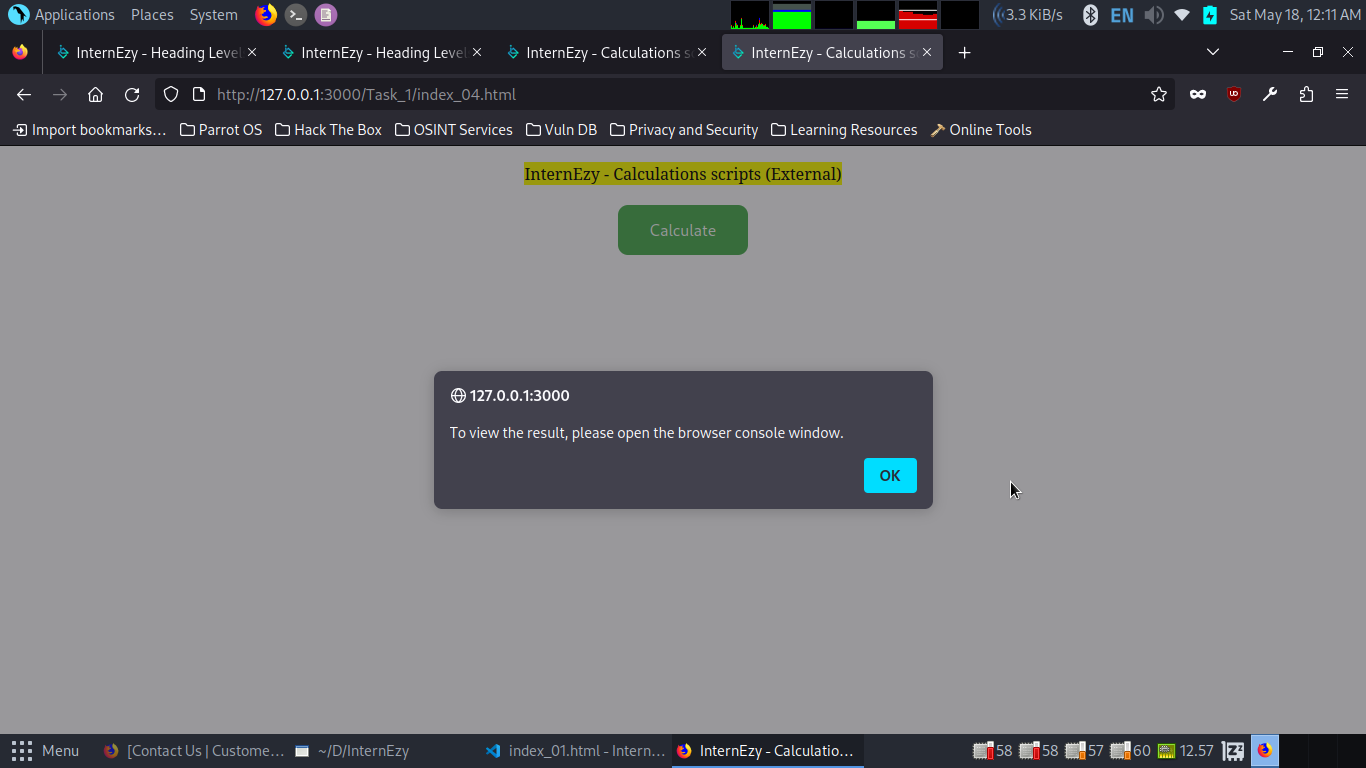 Applications Places System 3.3 KiB/s EN Sat May 18, 12:11 AM
InternEzy - Heading Level InternEzy - Heading Level InternEzy - Calculations s InternEzy - Calculations s
http://127.0.0.1:3000/Task_1/index_04.html
Import bookmarks... Parrot OS Hack The Box OSINT Services Vuln DB Privacy and Security Learning Resources Online Tools
InternEzy - Calculations scripts (External)
Calculate
127.0.0.1:3000
To view the result, please open the browser console window.
OK
Menu [Contact Us | Custome... ~/D/InternEzy index_01.html - Intern... InternEzy - Calculatio... 58 58 57 60 12.57